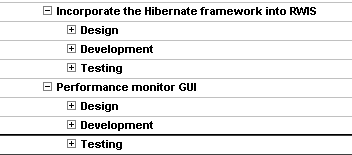 Incorporate the Hibernate framework into RWIS
Design
Development
Testing
Performance monitor GUI
Design
Development
Testing